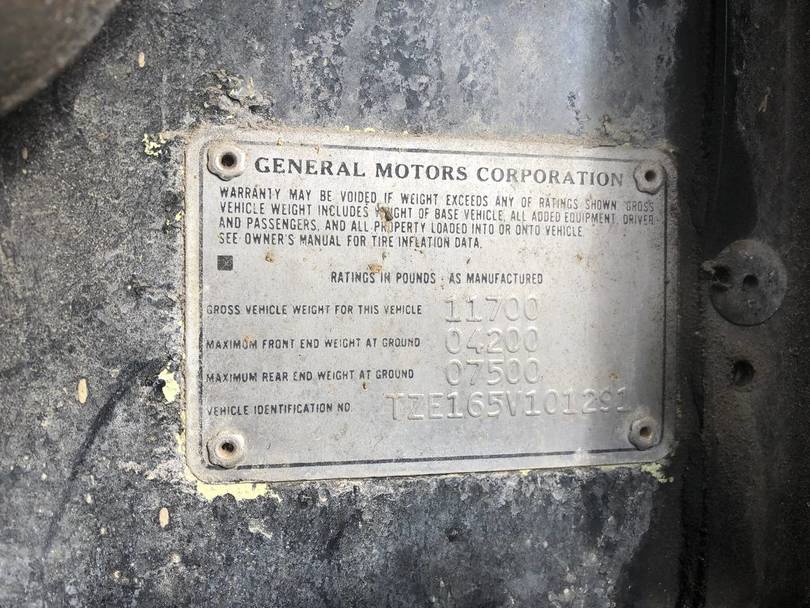 GENERAL MOTORS CORPORATION
WARRANTY MAY BE VOIDED IF WEIGHT EXCEEDS ANY OF RATINGS SHOWN GROSS
VEHICLE WEIGHT INCLUDES WEIGHT OF BASE VEHICLE, ALL ADDED EQUIPMENT, DRIVER
AND PASSENGERS, AND ALL PROPERTY LOADED INTO OR ONTO VEHICLE.
SEE OWNER'S MANUAL FOR TIRE INFLATION DATA.
RATINGS IN POUNDS - AS MANUFACTURED
GROSS VEHICLE WEIGHT FOR THIS VEHICLE 11700
MAXIMUM FRONT END WEIGHT AT GROUND 04200
MAXIMUM REAR END WEIGHT AT GROUND 07500
VEHICLE IDENTIFICATION NO. TZE165V101291